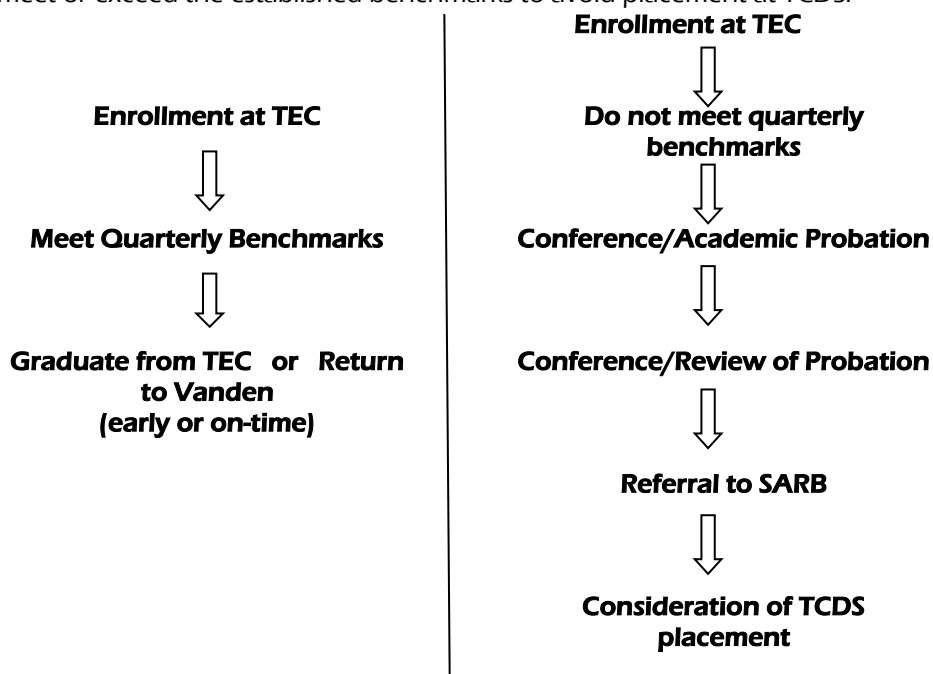 meet or exceed the established benchmarks to avoid placement at TCDS.
Enrollment at TEC
Meet Quarterly Benchmarks
Graduate from TEC or Return
to Vanden
(early or on-time)
Enrollment at TEC
Do not meet quarterly
benchmarks
Conference/Academic Probation
Conference/Review of Probation
Referral to SARB
Consideration of TCDS
placement